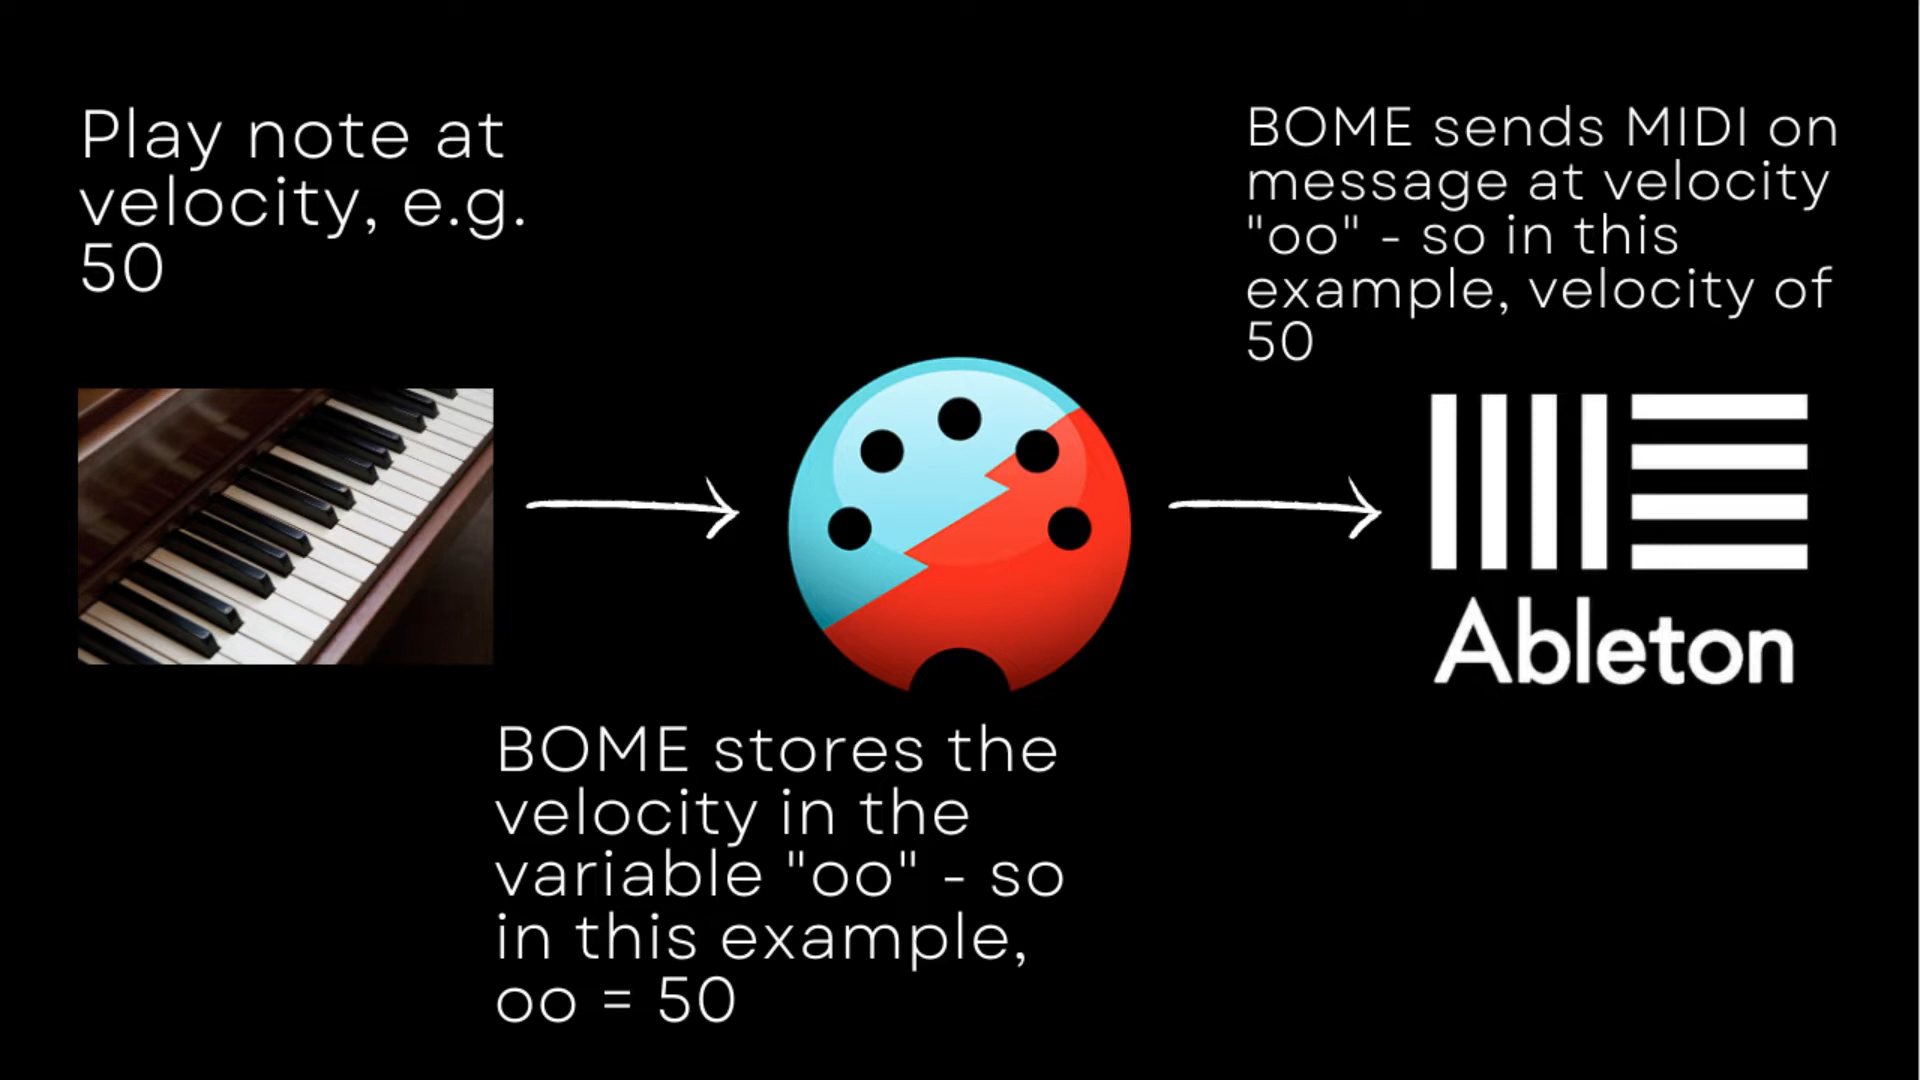 Play note at
velocity, e.g.
50
BOME stores the
velocity in the
variable "oo" - so
in this example,
oo = 50
BOME sends MIDI on
message at velocity
"oo" - so in this
example, velocity of
50
Ableton